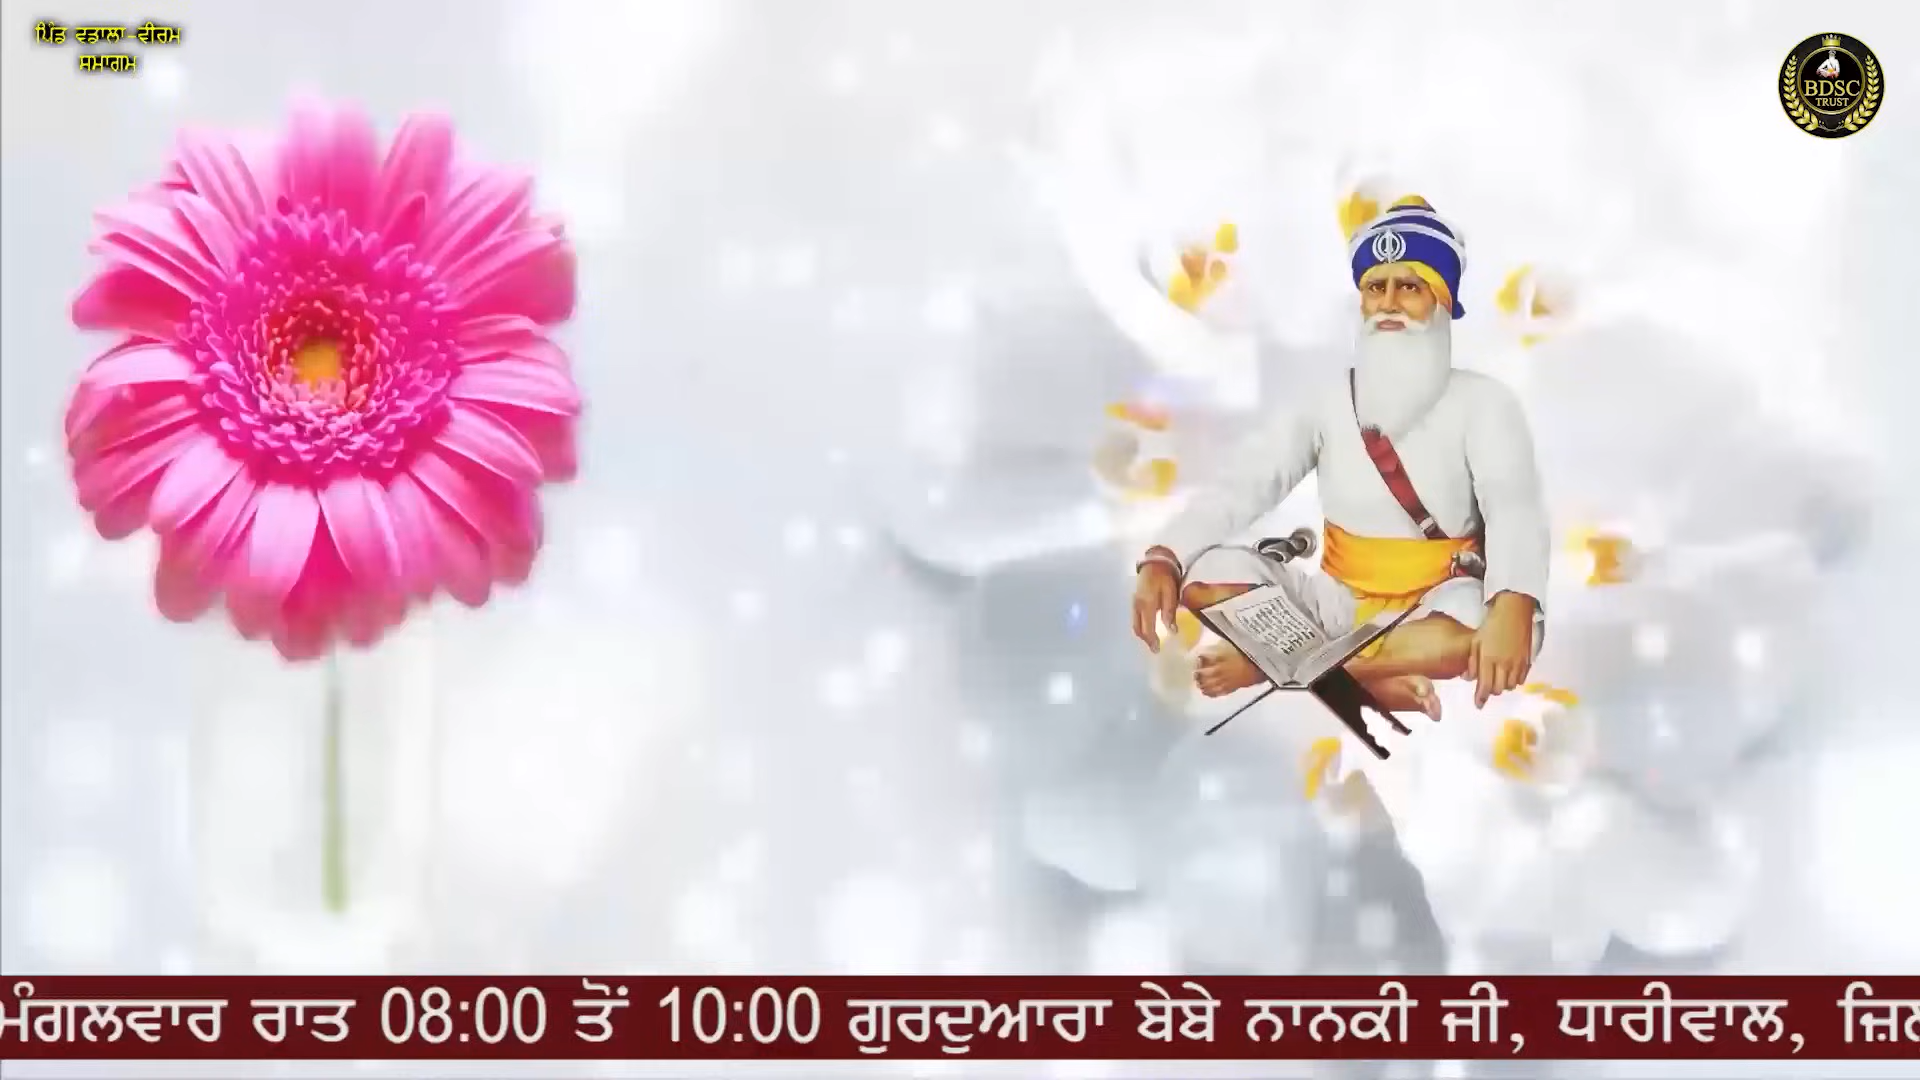 ਪਿੰਡ ਵਡਾਲਾ-ਵੀਰਮ
ਸਮਾਗਮ
BDSC
TRUST
ਮੰਗਲਵਾਰ ਰਾਤ 08:00 ਤੋਂ 10:00 ਗੁਰਦੁਆਰਾ ਬੇਬੇ ਨਾਨਕੀ ਜੀ, ਧਾਰੀਵਾਲ,